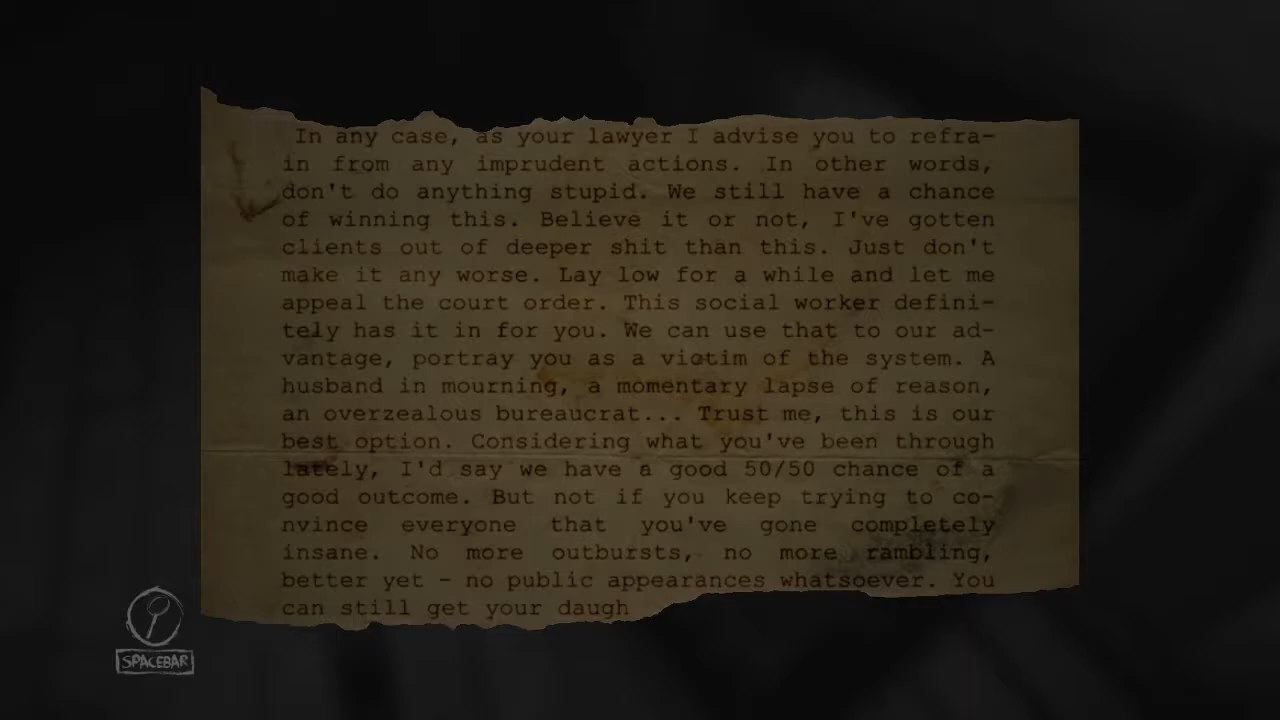 In any case, as your lawyer I advise you to refra-
in from any imprudent actions. In other words,
don't do anything stupid. We still have a chance
of winning this. Believe it or not, I've gotten
clients out of deeper shit than this. Just don't
make it any worse. Lay low for a while and let me
appeal the court order. This social worker defini-
tely has it in for you. We can use that to our ad-
vantage, portray you as a victim of the system. A
husband in mourning, a momentary lapse of reason,
an overzealous bureaucrat... Trust me, this is our
best option. Considering what you've been through
lately, I'd say we have a good 50/50 chance of a
good outcome. But not if you keep trying to co-
nvince everyone that you've gone completely
insane. No more outbursts, no more rambling,
better yet - no public appearances whatsoever. You
can still get your daugh
SPACEBAR